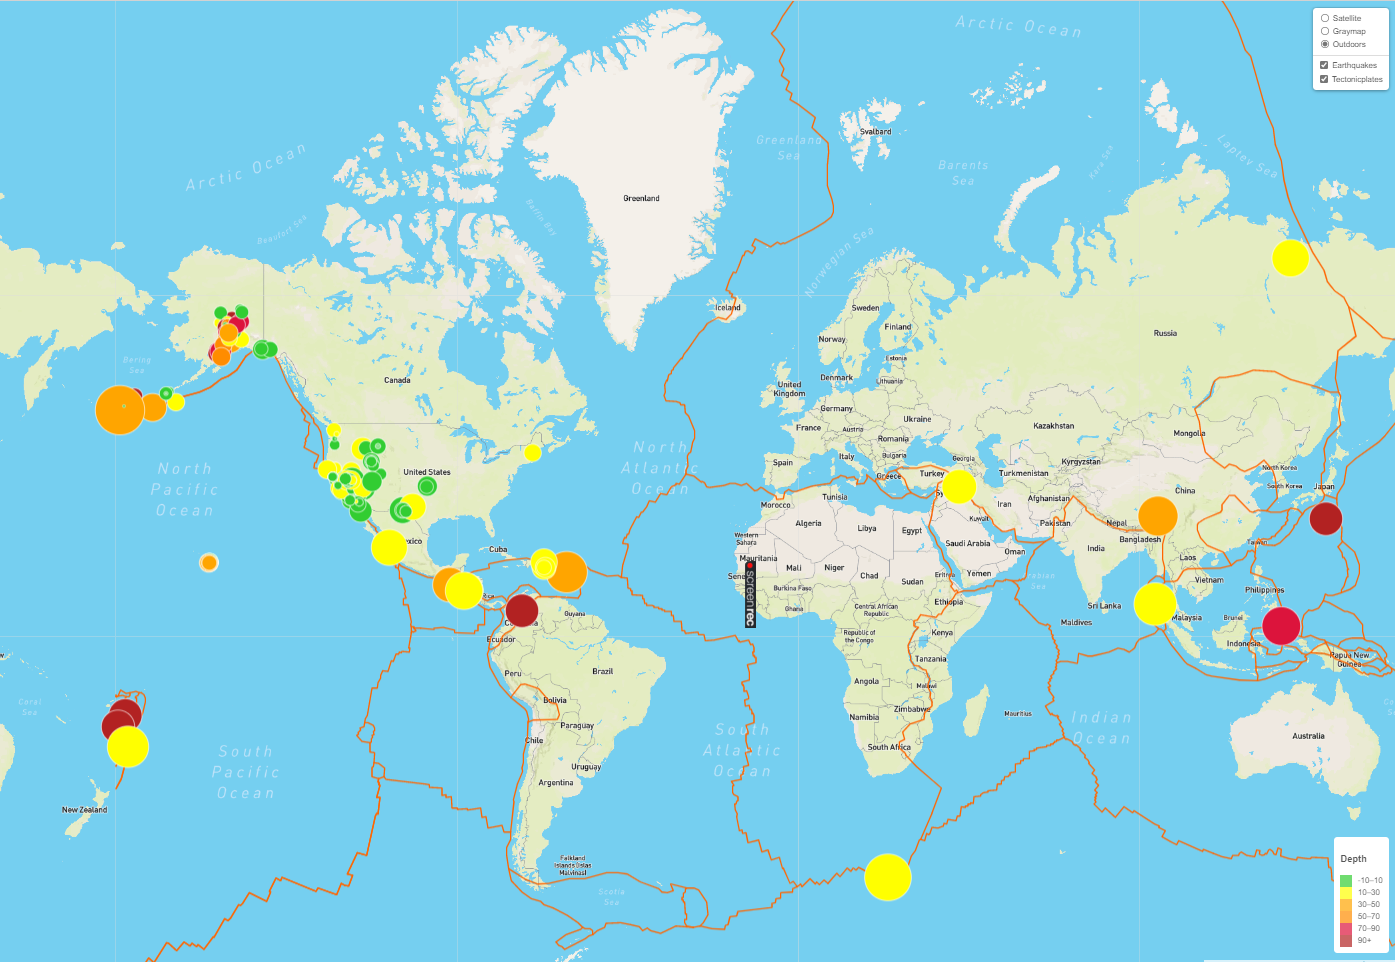 Satellite
Graymap
Outdoors
Earthquakes
Tectonicplates
Arctic Ocean
Arctic Ocean
Greenland
Sea
Svalbard
Barents
Sea
Kara Sea
Laptev Sea
Beaufort Sea
Baffin Bay
Greenland
Norwegian Sea
Iceland
Sweden
Finland
Norway
Estonia
Russia
Bering
Sea
Canada
Denmark
Lithuania
United
Kingdom
Germany
Ukraine
Kazakhstan
France
Austria
Romania
Mongolia
Italy
Bulgaria
Georgia
Kyrgyzstan
North
Pacific
Ocean
United States
North
Atlantic
Ocean
Spain
Greece
Turkey
Turkmenistan
North Korea
South Korea
Japan
China
Sy
Morocco
Tunisia
Iran
Afghanistan
Algeria
Libya
Egypt
Kuwait
Pakistan
Nepal
Bangladesh
Western
Sahara
Saudi Arabia
Oman
India
Taiwan
exico
Cuba
Mauritania
Mali
Niger
Chad
Sudan
Eritrea
Yemen
bian
Sea
Laos
Vietnam
Sene
Burkina Faso
Ghana
Central African
Republic
Ethiopia
Sri Lanka
Philippines
Rica
Guyana
Maldives
Malaysia
Brunei
Co
Ecuador
Republic of
the Congo
Kenya
Indonesia
Papua New
Guinea
Peru
Brazil
Tanzania
Angola
Malawi
Bolivia
Zimbabwe
Namibia
Mauritius
Coral
Sea
Paraguay
Chile
South
Pacific
Ocean
South
Atlantic
Ocean
South Africa
Indian
Ocean
Australia
Uruguay
Argentina
New Zealand
Falkland
Islands/Islas
Malvinas)
Scotia
Sea
screenrec
Depth
-10–10
10–30
30–50
50–70
70–90
90+